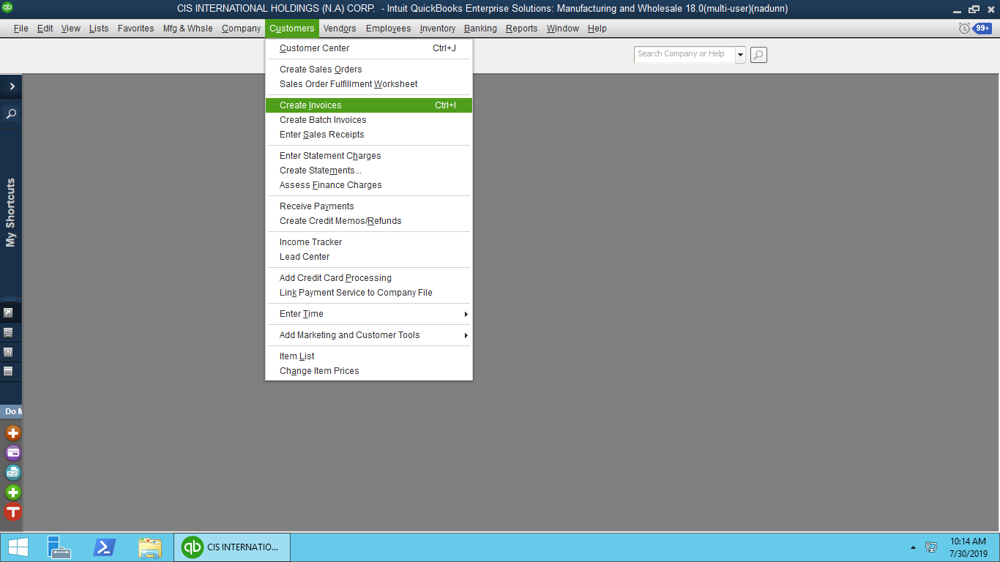 CIS INTERNATIONAL HOLDINGS (N.A) CORP.  - Intuit QuickBooks Enterprise Solutions: Manufacturing and Wholesale 18.0(multi-user)(nadunn)
File Edit View Lists Favorites Mfg & Whsle Company Customers Vendors Employees Inventory Banking Reports Window Help 99+
Search Company or Help
Customer Center Ctrl+J
Create Sales Orders
Sales Order Fulfillment Worksheet
Create Invoices Ctrl+I
Create Batch Invoices
Enter Sales Receipts
Enter Statement Charges
Create Statements...
Assess Finance Charges
Receive Payments
Create Credit Memos/Refunds
Income Tracker
Lead Center
Add Credit Card Processing
Link Payment Service to Company File
Enter Time
Add Marketing and Customer Tools
Item List
Change Item Prices
My Shortcuts
Do M
qb CIS INTERNATIO...
10:14 AM
7/30/2019